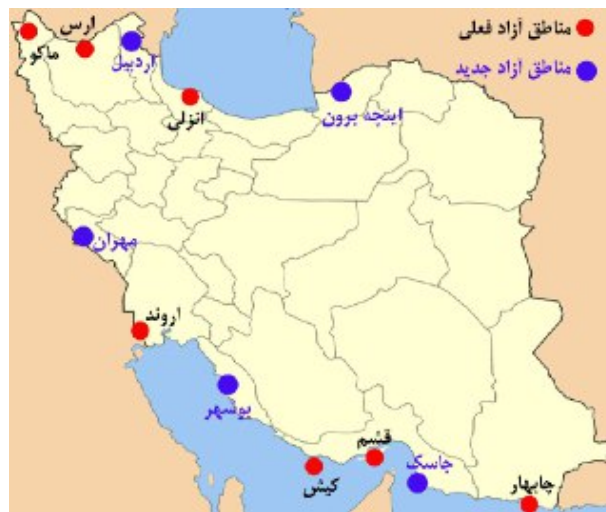 مناطق آزاد فعلی
مناطق آزاد جدید
ارس
ماکو
اردبیل
انزلی
اینچه برون
مهران
اروند
بوشهر
قشم
کیش
جاسک
چابهار